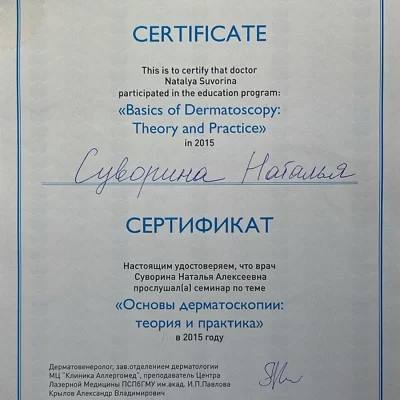 CERTIFICATE
This is to certify that doctor
Natalya Suvorina
participated in the education program:
«Basics of Dermatoscopy:
Theory and Practice»
in 2015
Суворина Наталья
СЕРТИФИКАТ
Настоящим удостоверяем, что врач
Суворина Наталья Алексеевна
прослушал(а) семинар по теме
«Основы дерматоскопии:
теория и практика»
в 2015 году
Дерматовенеролог, зав.отделением дерматологии
МЦ "Клиника Аллергомед", преподаватель Центра
Лазерной Медицины ПСПбГМУ им.акад. И.П.Павлова
Крылов Александр Владимирович